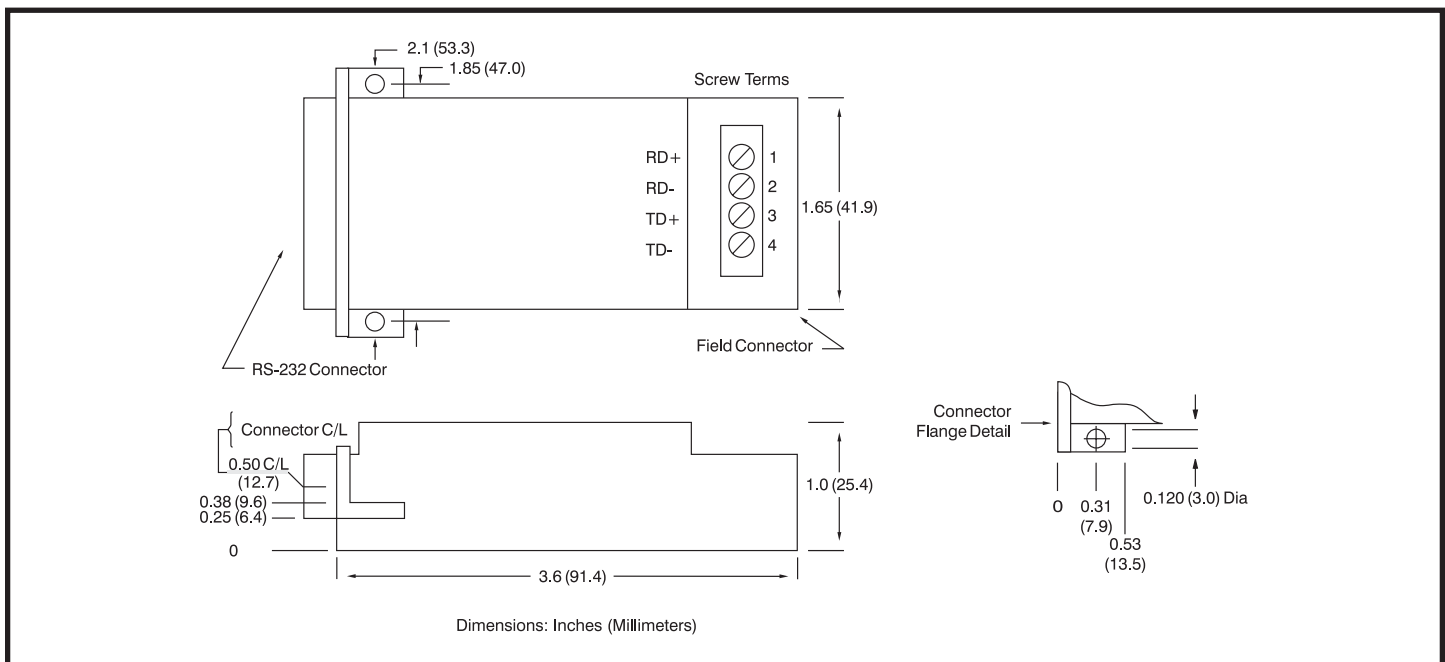 2.1 (53.3)
1.85 (47.0)
Screw Terms
RD+
1
RD-
2
TD+
3
TD-
4
1.65 (41.9)
Field Connector
RS-232 Connector
Connector C/L
0.50 C/L
(12.7)
0.38 (9.6)
0.25 (6.4)
0
1.0 (25.4)
3.6 (91.4)
Connector
Flange Detail
0
0.31
(7.9)
0.53
(13.5)
0.120 (3.0) Dia
Dimensions: Inches (Millimeters)